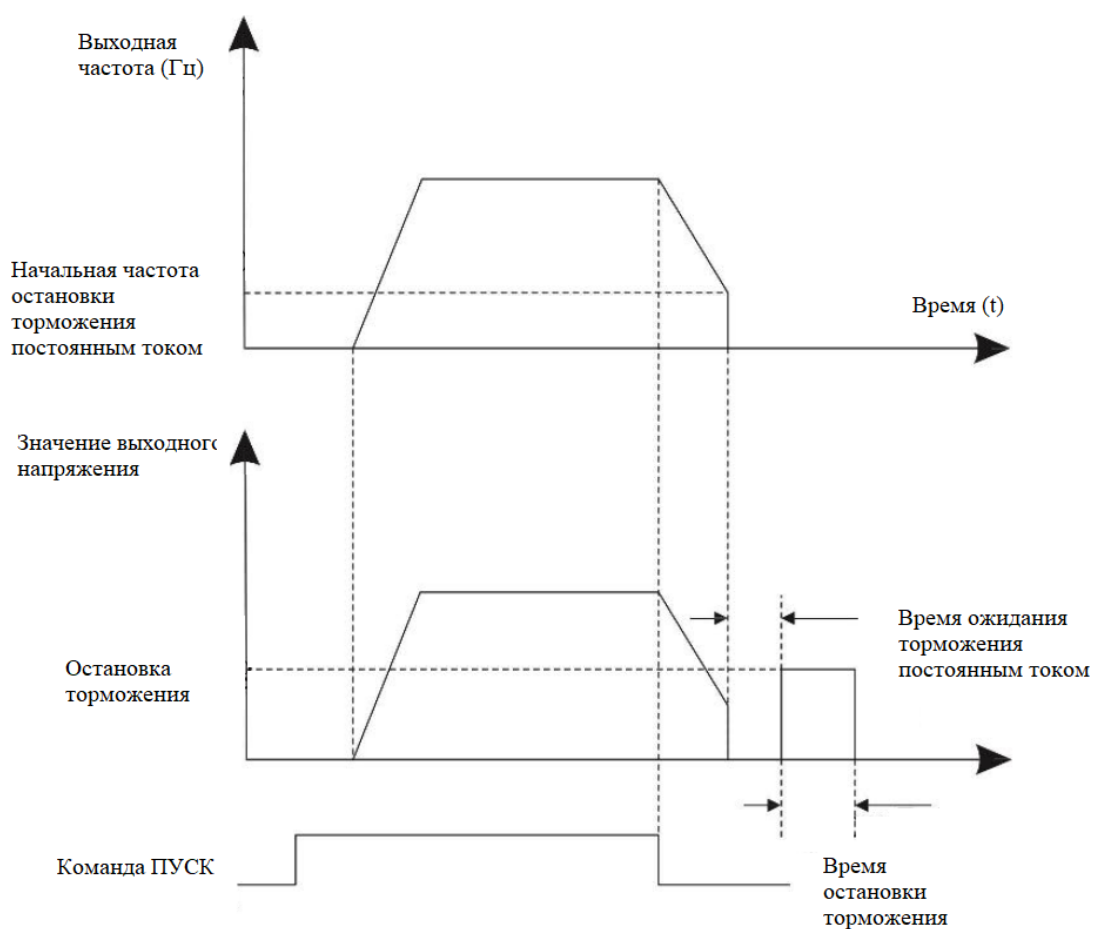 Выходная
частота (Гц)
Начальная частота
остановки
торможения
постоянным током
Время (t)
Значение выходного
напряжения
Время ожидания
торможения
постоянным током
Остановка
торможения
Команда ПУСК
Время
остановки
торможения